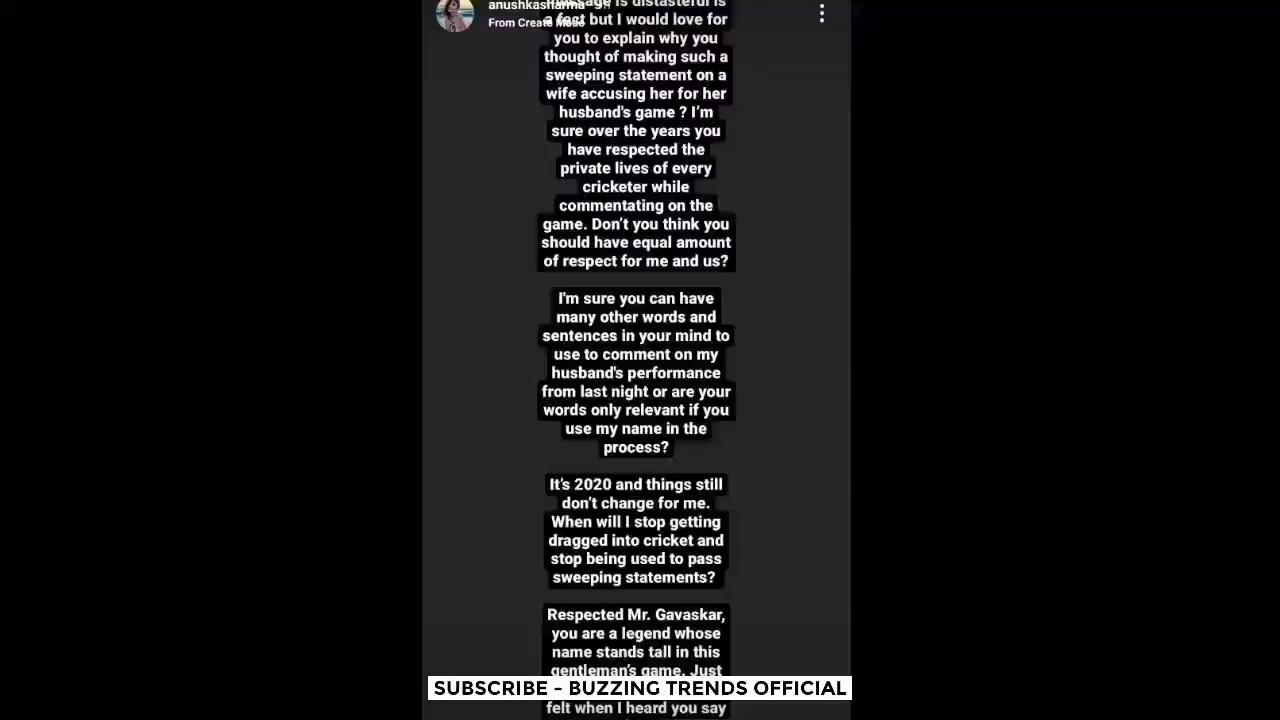 anushkasharma
From Create Mode
message is distasteful is
a fact but I would love for
you to explain why you
thought of making such a
sweeping statement on a
wife accusing her for her
husband's game ? I'm
sure over the years you
have respected the
private lives of every
cricketer while
commentating on the
game. Don't you think you
should have equal amount
of respect for me and us?
I'm sure you can have
many other words and
sentences in your mind to
use to comment on my
husband's performance
from last night or are your
words only relevant if you
use my name in the
process?
It's 2020 and things still
don't change for me.
When will I stop getting
dragged into cricket and
stop being used to pass
sweeping statements?
Respected Mr. Gavaskar,
you are a legend whose
name stands tall in this
gentleman's game. Just
SUBSCRIBE - BUZZING TRENDS OFFICIAL
felt when I heard you say